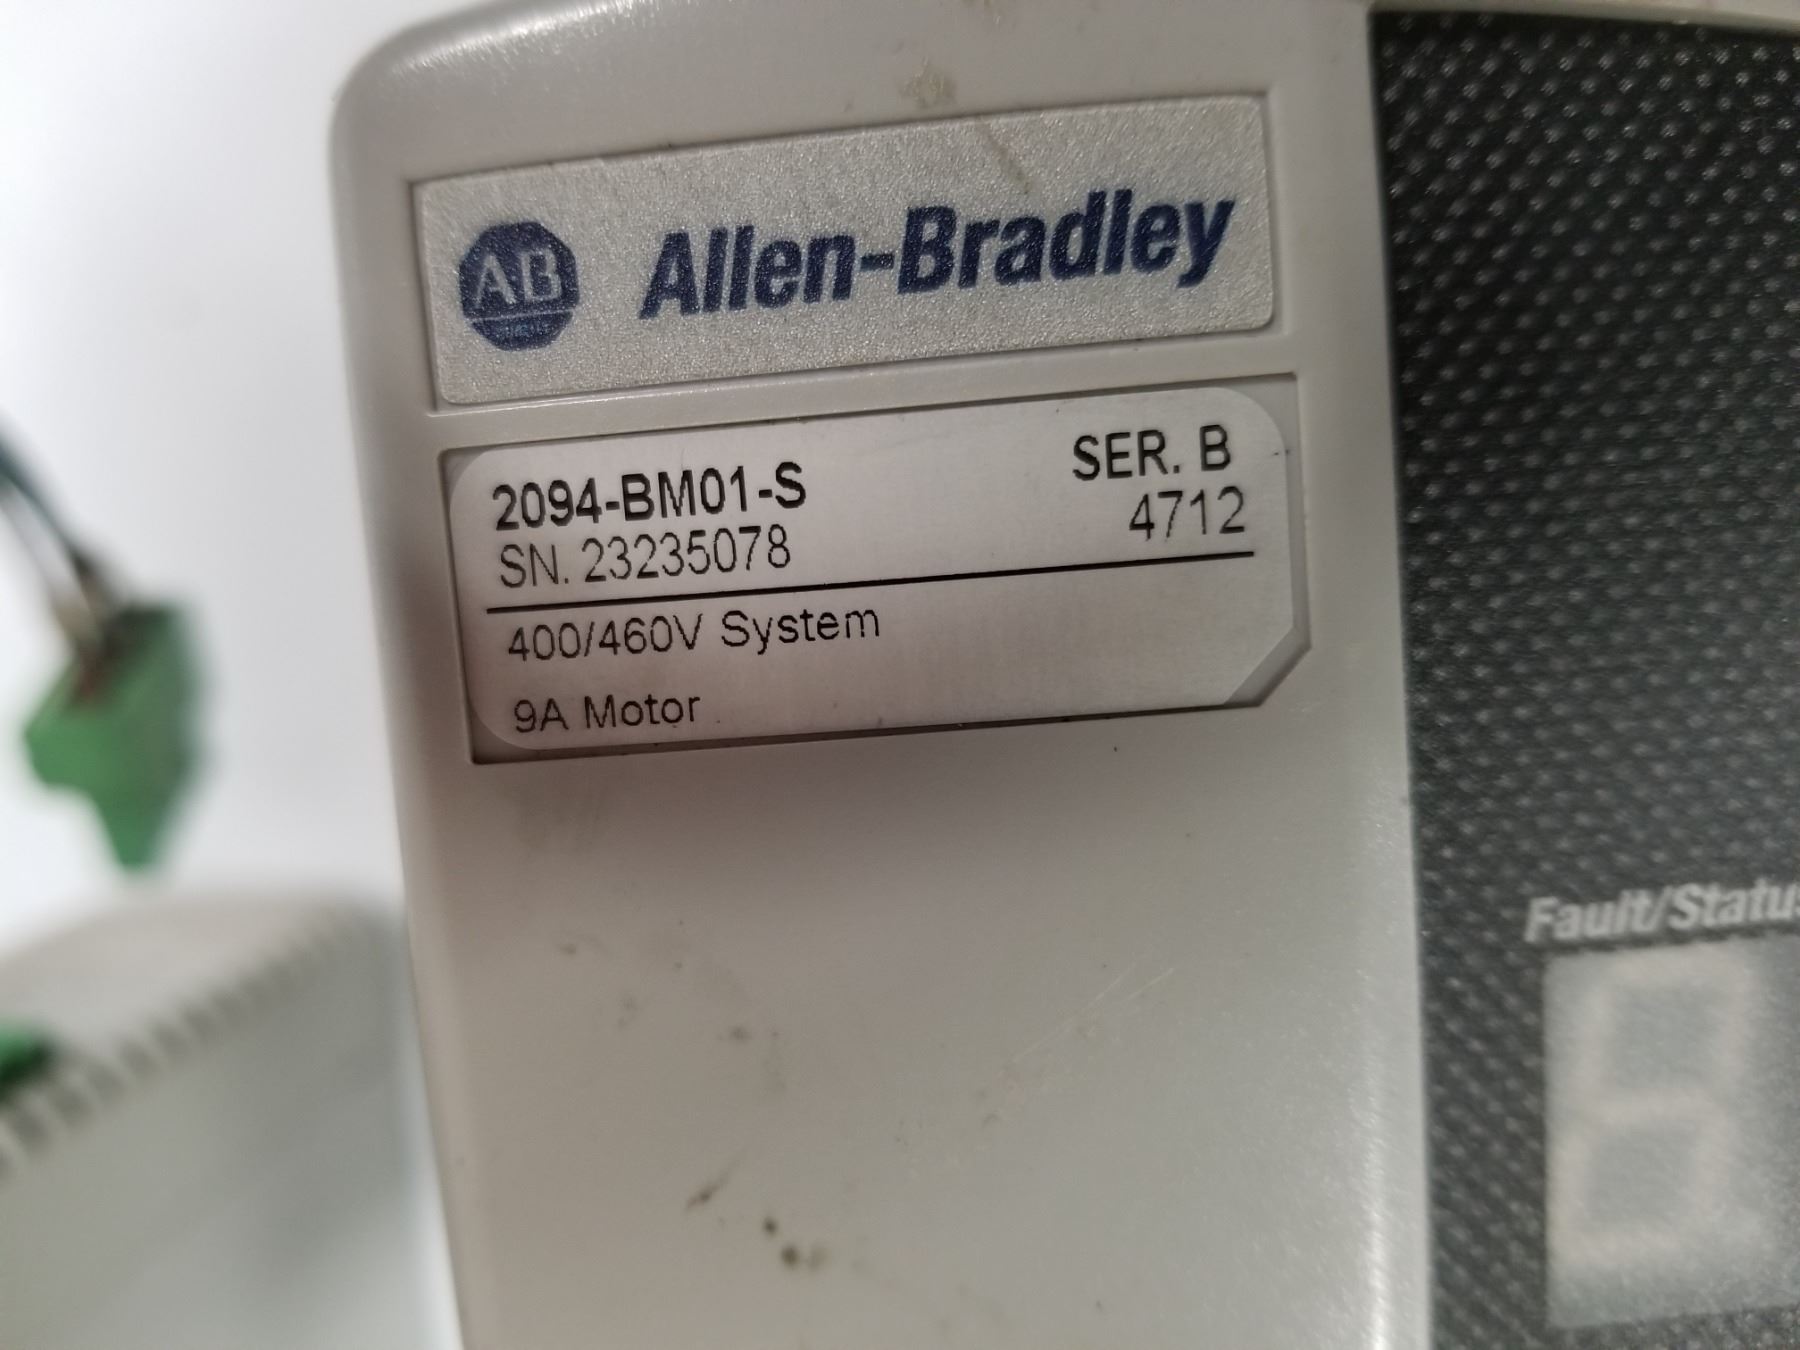 AB
Allen-Bradley
2094-BM01-S
SER. B
SN. 23235078
4712
400/460V System
9A Motor
Fault/Status